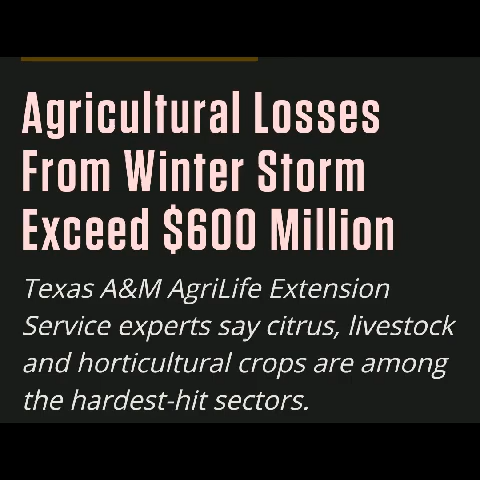 Agricultural Losses
From Winter Storm
Exceed $600 Million
Texas A&M AgriLife Extension
Service experts say citrus, livestock
and horticultural crops are among
the hardest-hit sectors.